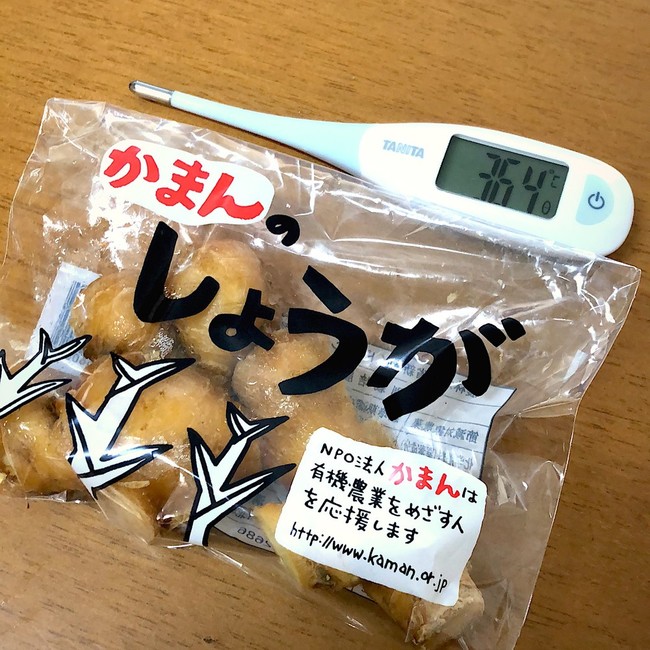 TANITA
36.4℃
かまんの
しょうが
NPO法人かまんは
有機農業をめざす人
を応援します
http://www.kaman.or.jp